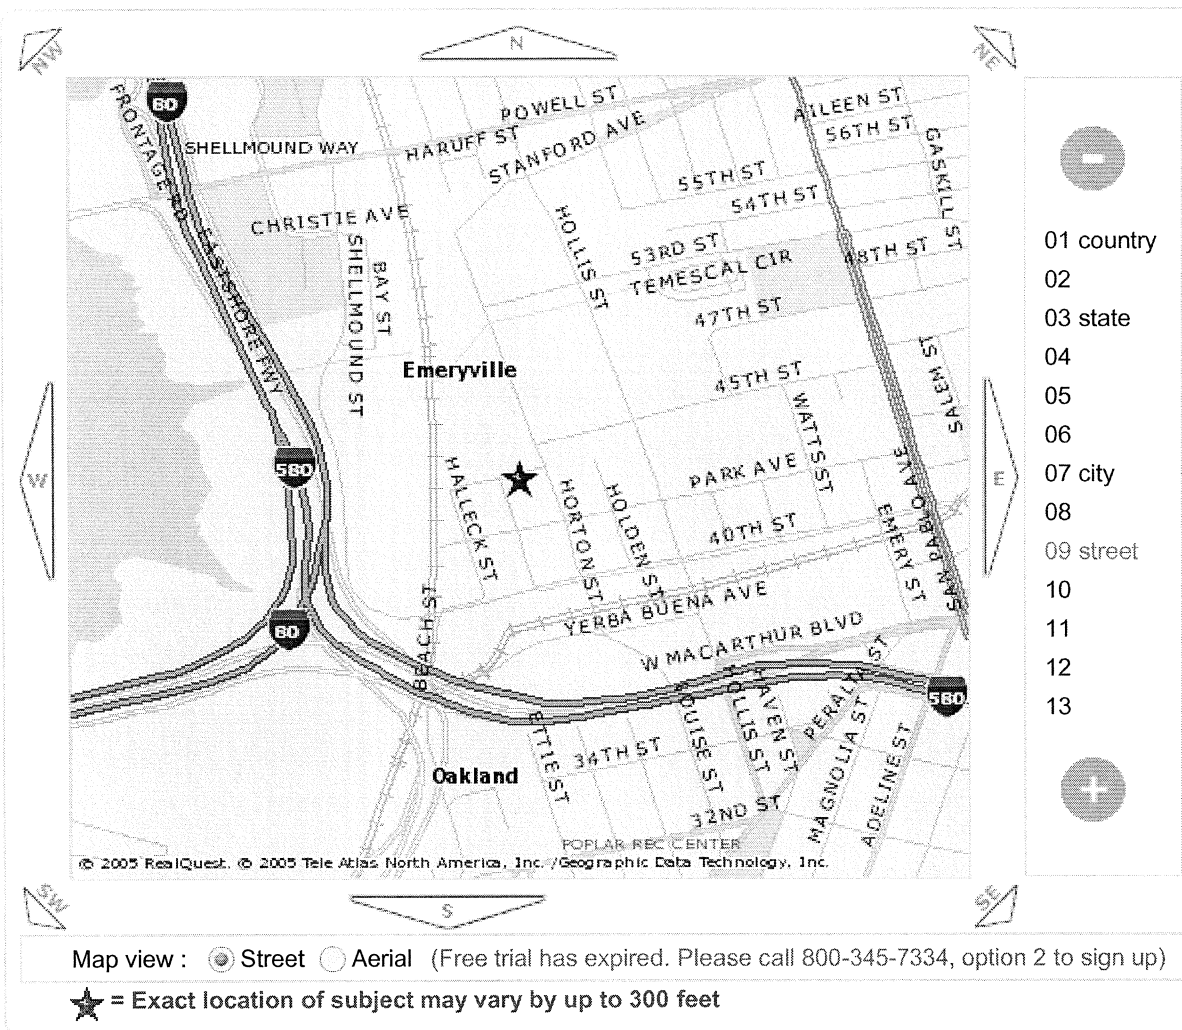 NW
N
NE
60
FRONTAGE RD
SHELLMOUND WAY
POWELL ST
HARUFF ST
STANFORD AVE
AILEEN ST
56TH ST
GASKILL ST
55TH ST
54TH ST
CHRISTIE AVE
HOLLIS ST
53RD ST
48TH ST
TEMESCAL CIR
EASTSHORE FWY
SHELLMOUND ST
BAY ST
47TH ST
Emeryville
45TH ST
SALEM ST
WATTS ST
W
580
HALLECK ST
HORTON ST
HOLDEN ST
PARK AVE
40TH ST
EMERY ST
SAN PABLO AVE
E
BEACH ST
YERBA BUENA AVE
80
W MACARTHUR BLVD
580
ETTIE ST
34TH ST
LOUISE ST
HOLLIS ST
HAVEN ST
PERALTA ST
MAGNOLIA ST
ADELINE ST
Oakland
32ND ST
POPLAR REC CENTER
© 2005 RealQuest. © 2005 Tele Atlas North America, Inc. /Geographic Data Technology, Inc.
SW
S
SE
-
01 country
02
03 state
04
05
06
07 city
08
09 street
10
11
12
13
+
Map view : Street Aerial (Free trial has expired. Please call 800-345-7334, option 2 to sign up)
= Exact location of subject may vary by up to 300 feet